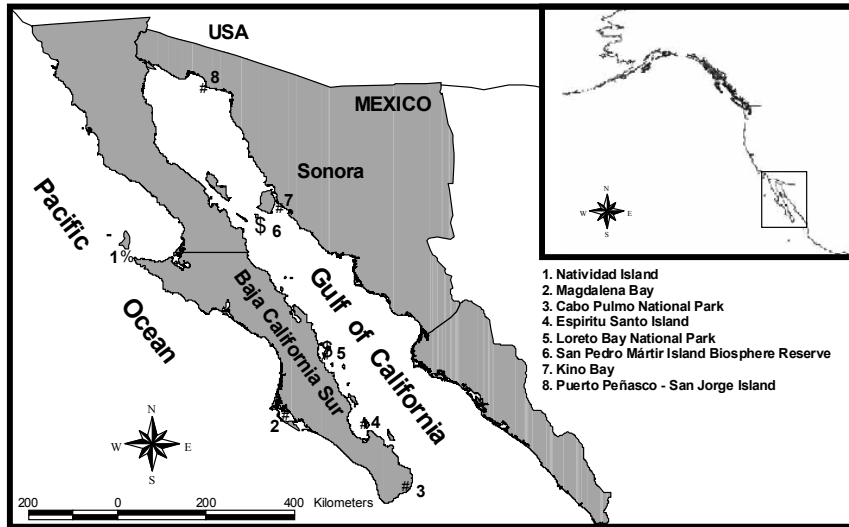 USA
8
#
MEXICO
Sonora
7
#
$ 6
Pacific
Ocean
1%
Gulf of California
Baja California Sur
$ 5
#
2
# 4
# 3
N
W E
S
200 0 200 400 Kilometers
N
W E
S
1. Natividad Island
2. Magdalena Bay
3. Cabo Pulmo National Park
4. Espiritu Santo Island
5. Loreto Bay National Park
6. San Pedro Mártir Island Biosphere Reserve
7. Kino Bay
8. Puerto Peñasco - San Jorge Island